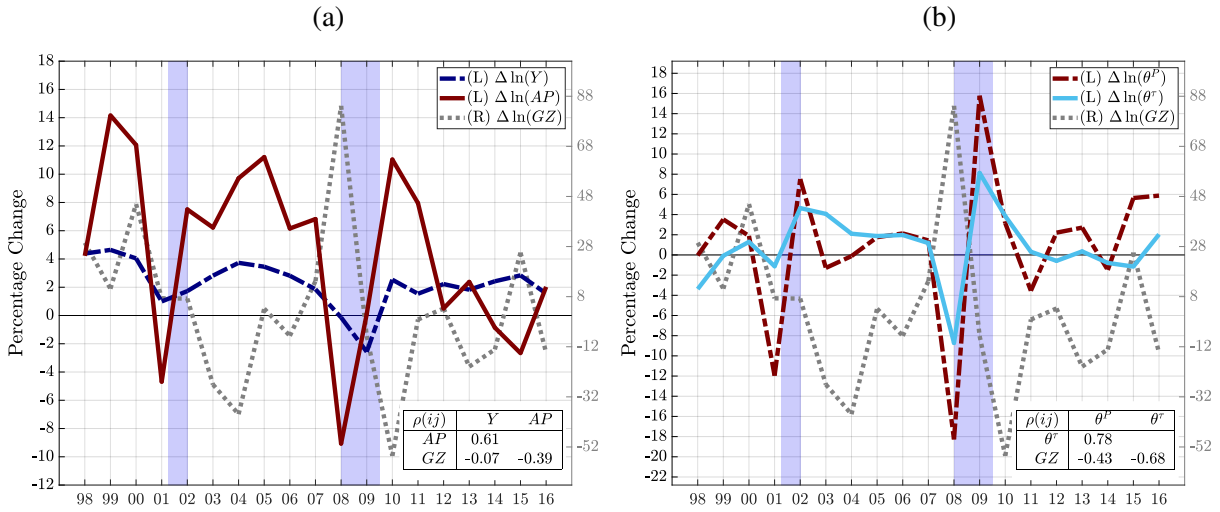 (a)
18
16
14
12
10
8
6
4
2
0
-2
-4
-6
-8
-10
-12
Percentage Change
88
68
48
28
8
-12
-32
-52
(L) Δ ln(Y)
(L) Δ ln(AP)
(R) Δ ln(GZ)
ρ(ij) Y AP
AP 0.61
GZ -0.07 -0.39
98 99 00 01 02 03 04 05 06 07 08 09 10 11 12 13 14 15 16
(b)
18
16
14
12
10
8
6
4
2
0
-2
-4
-6
-8
-10
-12
-14
-16
-18
-20
-22
Percentage Change
88
68
48
28
8
-12
-32
-52
(L) Δ ln(θᴾ)
(L) Δ ln(θᵗ)
(R) Δ ln(GZ)
ρ(ij) θᴾ θᵗ
θᵗ 0.78
GZ -0.43 -0.68
98 99 00 01 02 03 04 05 06 07 08 09 10 11 12 13 14 15 16